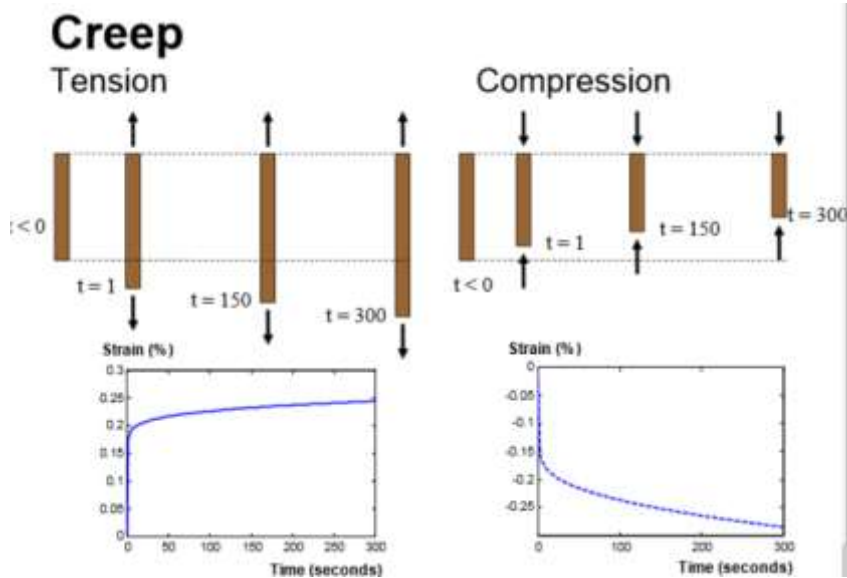 Creep
Tension
Compression
t < 0
t = 1
t = 150
t = 300
t < 0
t = 1
t = 150
t = 300
Strain (%)
0.3
0.25
0.2
0.15
0.1
0.05
0
0 50 100 150 200 250 300
Time (seconds)
Strain (%)
0
-0.05
-0.1
-0.15
-0.2
-0.25
0 100 200 300
Time (seconds)